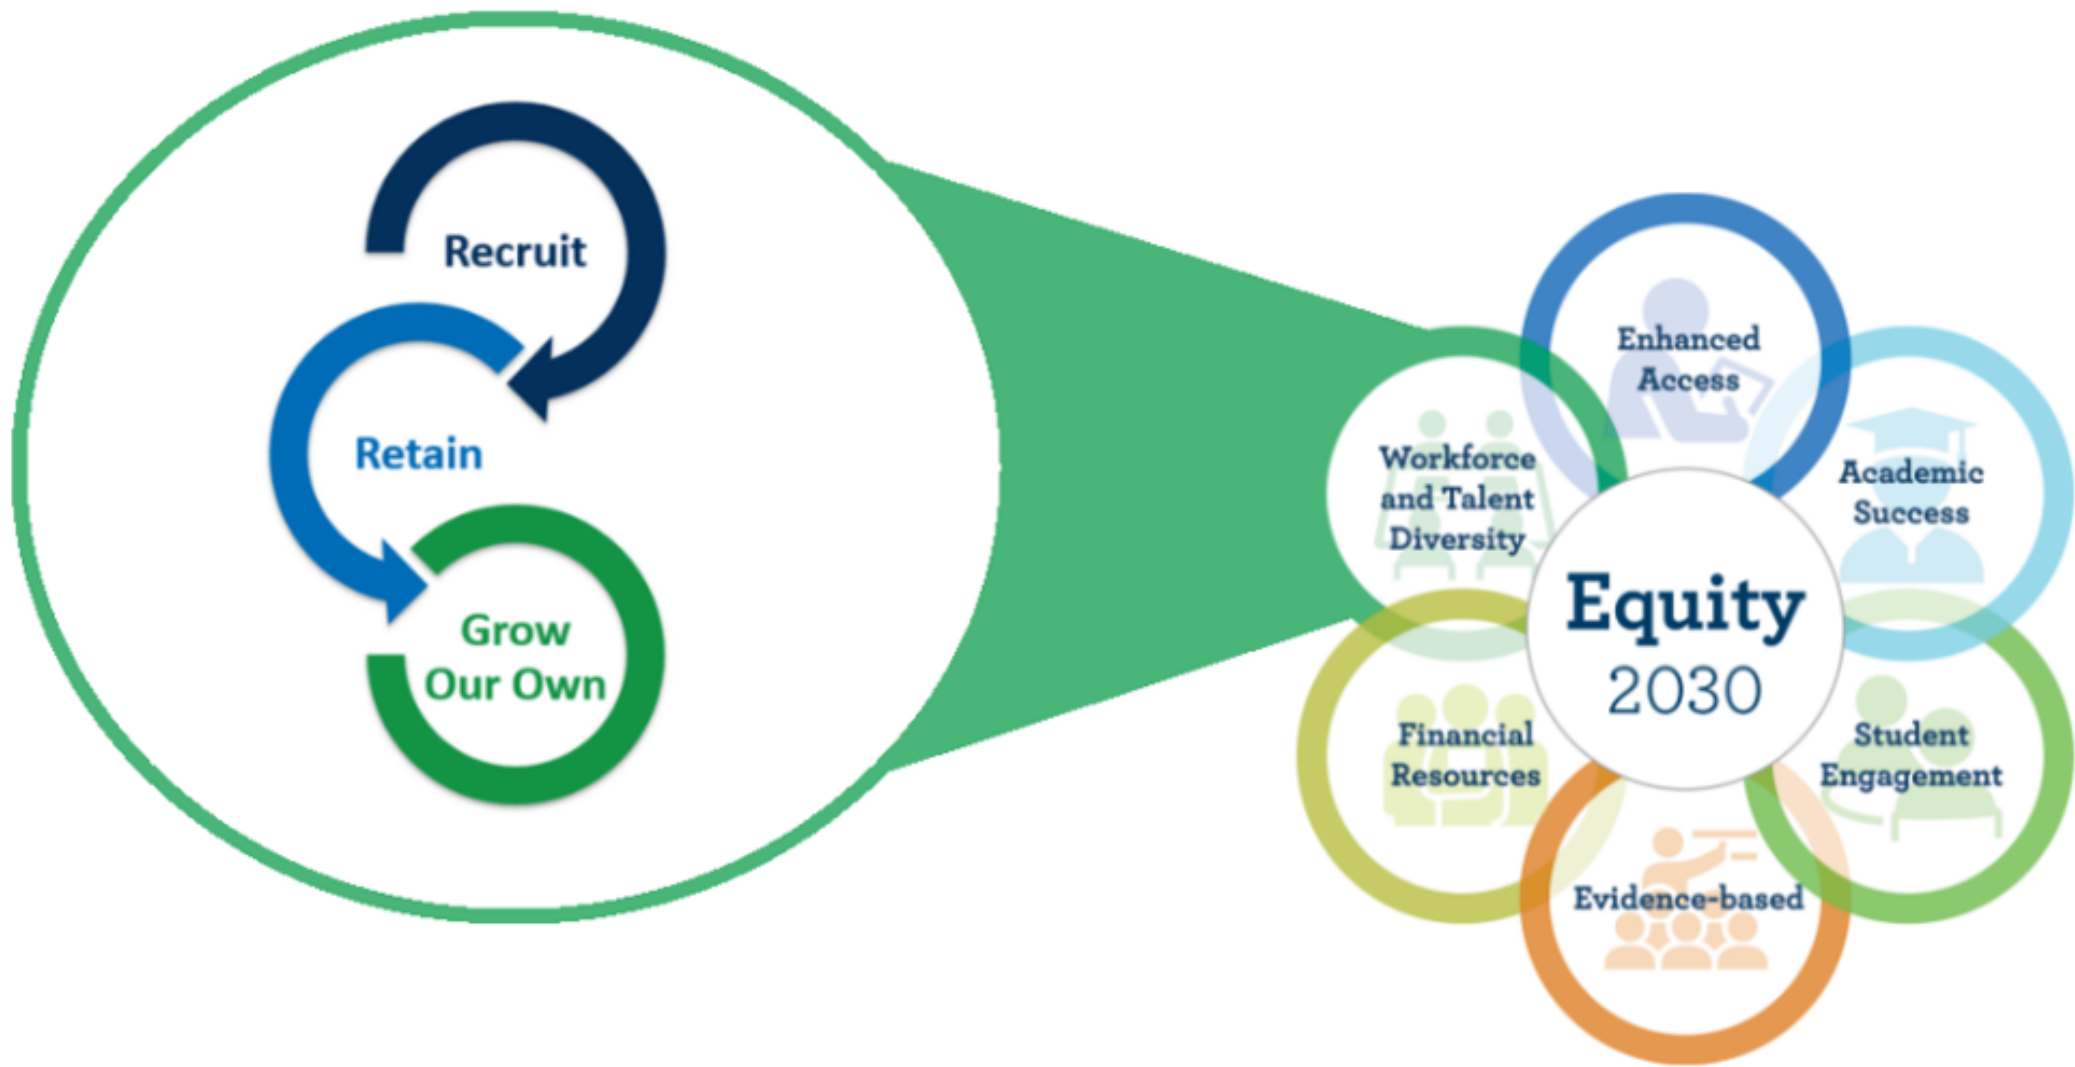 Recruit
Retain
Grow
Our Own
Enhanced
Access
Workforce
and Talent
Diversity
Academic
Success
Equity
2030
Financial
Resources
Student
Engagement
Evidence-based